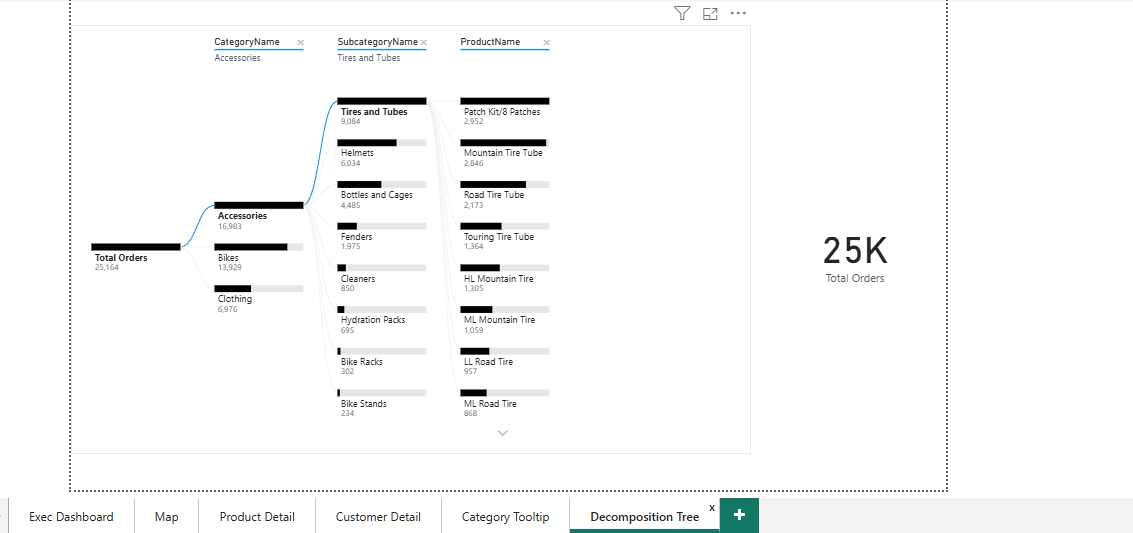 CategoryName
SubcategoryName
ProductName
Accessories
Tires and Tubes
Total Orders
25,164
Accessories
16,983
Bikes
13,929
Clothing
6,976
Tires and Tubes
9,084
Helmets
6,034
Bottles and Cages
4,485
Fenders
1,975
Cleaners
850
Hydration Packs
695
Bike Racks
302
Bike Stands
234
Patch Kit/8 Patches
2,952
Mountain Tire Tube
2,846
Road Tire Tube
2,173
Touring Tire Tube
1,364
HL Mountain Tire
1,305
ML Mountain Tire
1,059
LL Road Tire
957
ML Road Tire
868
25K
Total Orders
Exec Dashboard
Map
Product Detail
Customer Detail
Category Tooltip
Decomposition Tree
x
+